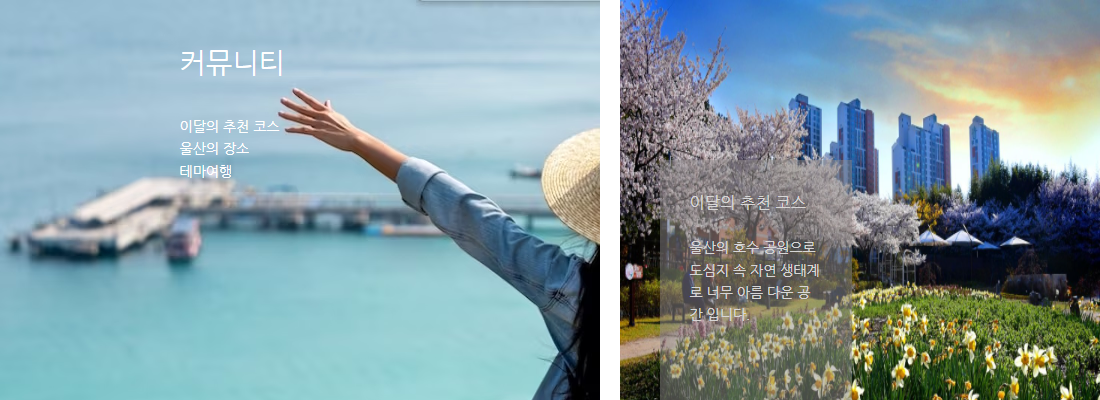 커뮤니티
이달의 추천 코스
울산의 장소
테마여행
이달의 추천 코스
울산의 호수 공원으로
도심지 속 자연 생태계
로 너무 아름 다운 공
간 입니다.